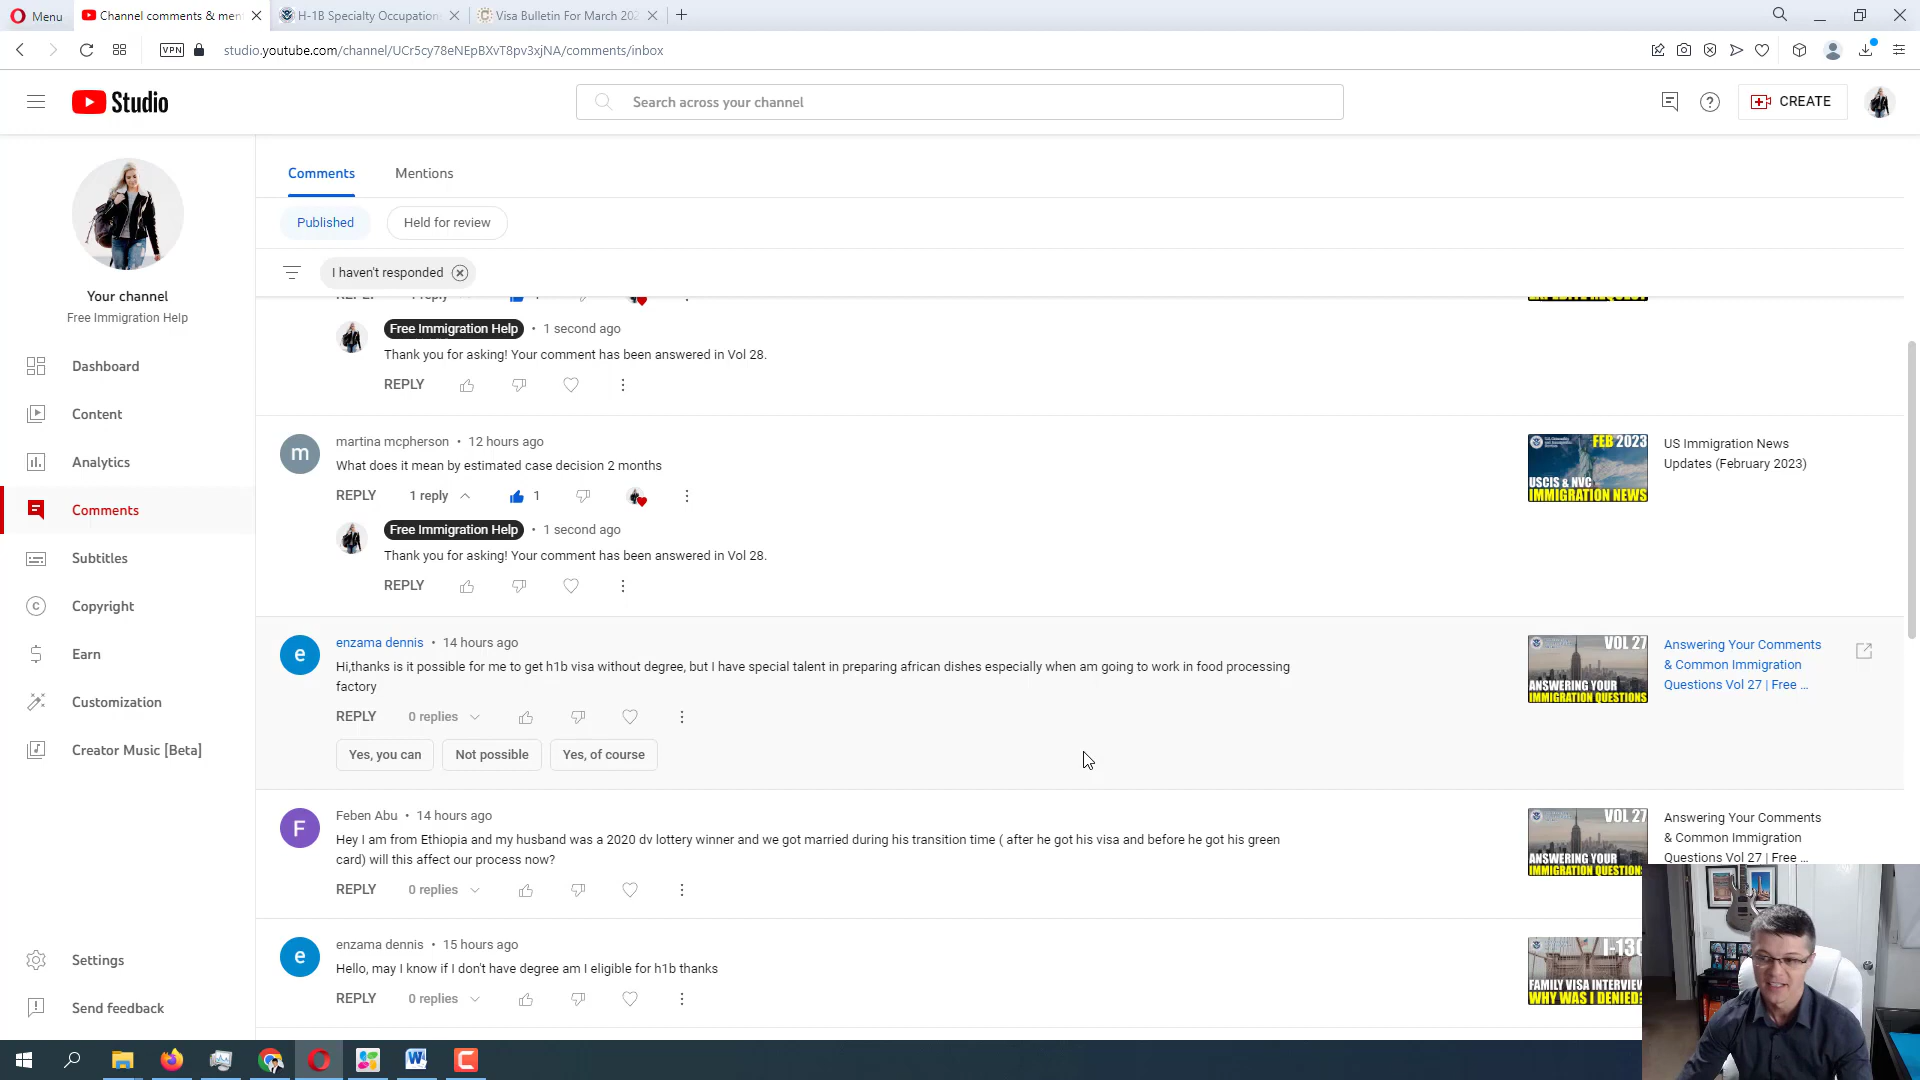 Menu
Channel comments & men
H-1B Specialty Occupation
Visa Bulletin For March 202
VPN
studio.youtube.com/channel/UCr5cy78eNEpBXvT8pv3xjNA/comments/inbox
Studio
Search across your channel
CREATE
Your channel
Free Immigration Help
Dashboard
Content
Analytics
Comments
Subtitles
Copyright
Earn
Customization
Creator Music [Beta]
Settings
Send feedback
Comments
Mentions
Published
Held for review
I haven't responded
REPLY
1 reply
1
EXPEDITE REQUEST
Free Immigration Help • 1 second ago
Thank you for asking! Your comment has been answered in Vol 28.
REPLY
m
martina mcpherson • 12 hours ago
What does it mean by estimated case decision 2 months
REPLY
1 reply
1
FEB 2023
USCIS & NVC
IMMIGRATION NEWS
US Immigration News
Updates (February 2023)
Free Immigration Help • 1 second ago
Thank you for asking! Your comment has been answered in Vol 28.
REPLY
e
enzama dennis • 14 hours ago
Hi,thanks is it possible for me to get h1b visa without degree, but I have special talent in preparing african dishes especially when am going to work in food processing
factory
REPLY
0 replies
Yes, you can
Not possible
Yes, of course
VOL 27
ANSWERING YOUR
IMMIGRATION QUESTIONS
Answering Your Comments
& Common Immigration
Questions Vol 27 | Free ...
F
Feben Abu • 14 hours ago
Hey I am from Ethiopia and my husband was a 2020 dv lottery winner and we got married during his transition time ( after he got his visa and before he got his green
card) will this affect our process now?
REPLY
0 replies
VOL 27
ANSWERING YOUR
IMMIGRATION QUESTIONS
Answering Your Comments
& Common Immigration
Questions Vol 27 | Free ...
e
enzama dennis • 15 hours ago
Hello, may I know if I don't have degree am I eligible for h1b thanks
REPLY
0 replies
I-130
FAMILY VISA INTERVIEW
WHY WAS I DENIED?